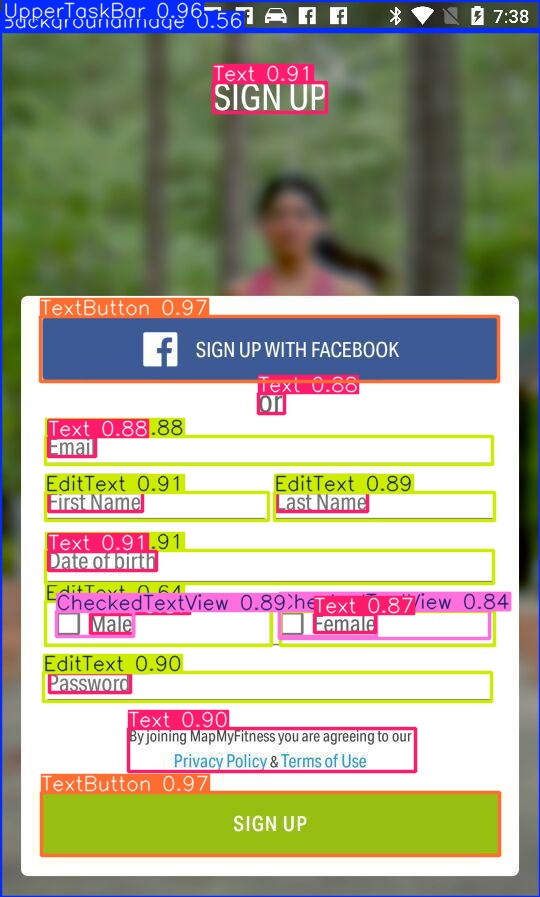 UpperTaskBar 0.96
backgroundimage 0.56
7:38
Text 0.91
SIGN UP
TextButton 0.97
SIGN UP WITH FACEBOOK
Text 0.88
or
Text 0.88 .88
Email
EditText 0.91 EditText 0.89
First Name Last Name
Text 0.91 .91
Date of birth
EditText 0.64
CheckedTextView 0.89 CheckedTextView 0.84
Text 0.87
Male Female
EditText 0.90
Password
Text 0.90
By joining MapMyFitness you are agreeing to our
Privacy Policy & Terms of Use
TextButton 0.97
SIGN UP